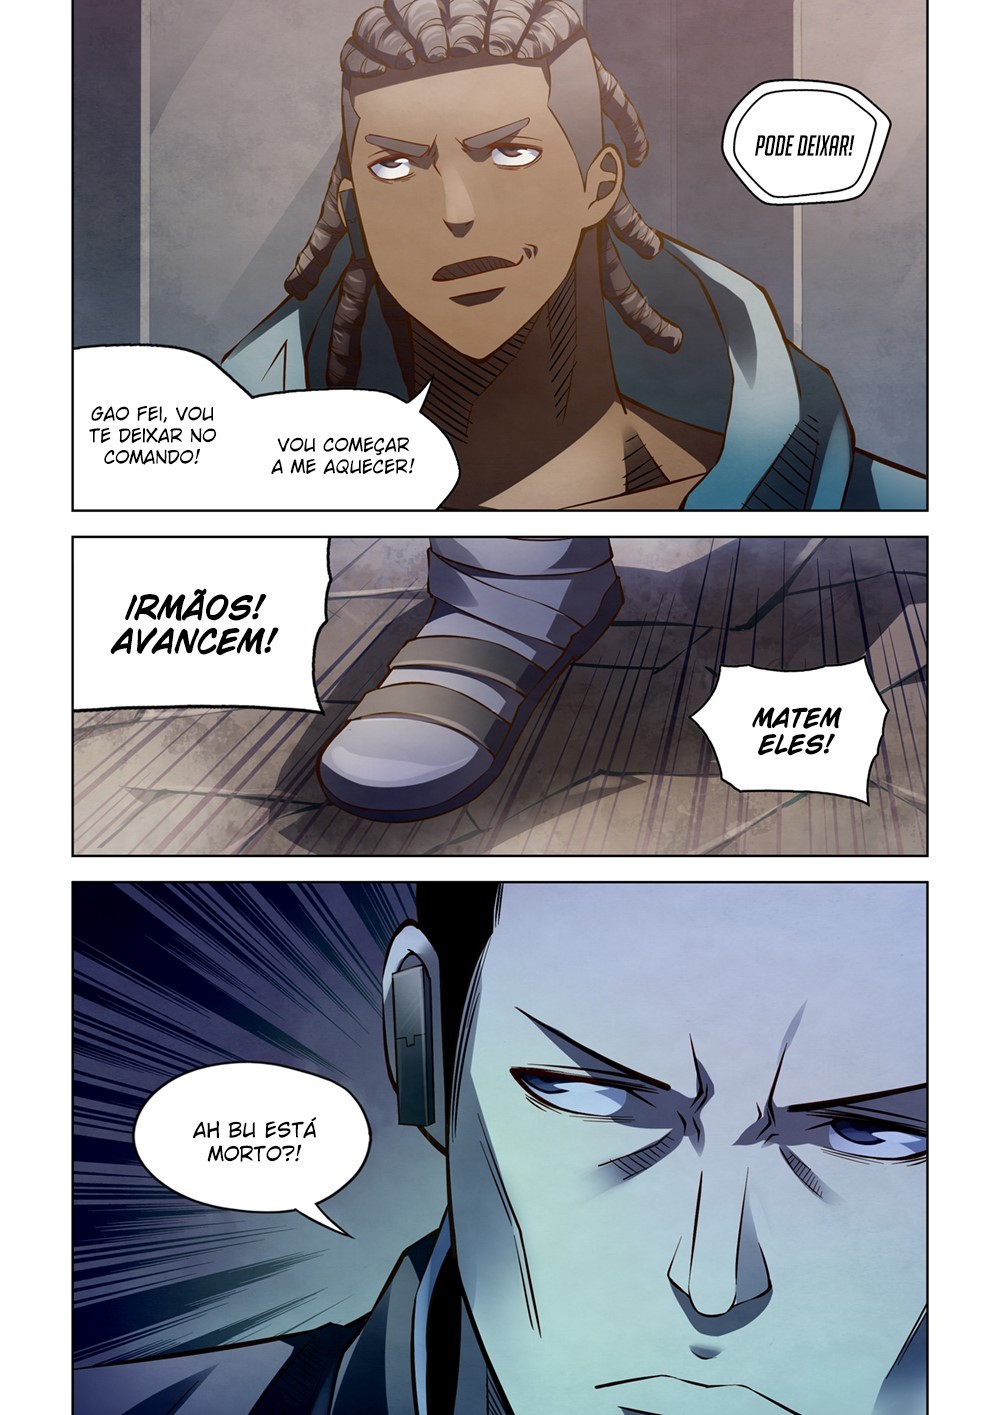 PODE DEIXAR!
GAO FEI, VOU
TE DEIXAR NO
COMANDO!
VOU COMEÇAR
A ME AQUECER!
IRMÃOS!
AVANCEM!
MATEM
ELES!
AH BU ESTÁ
MORTO?!